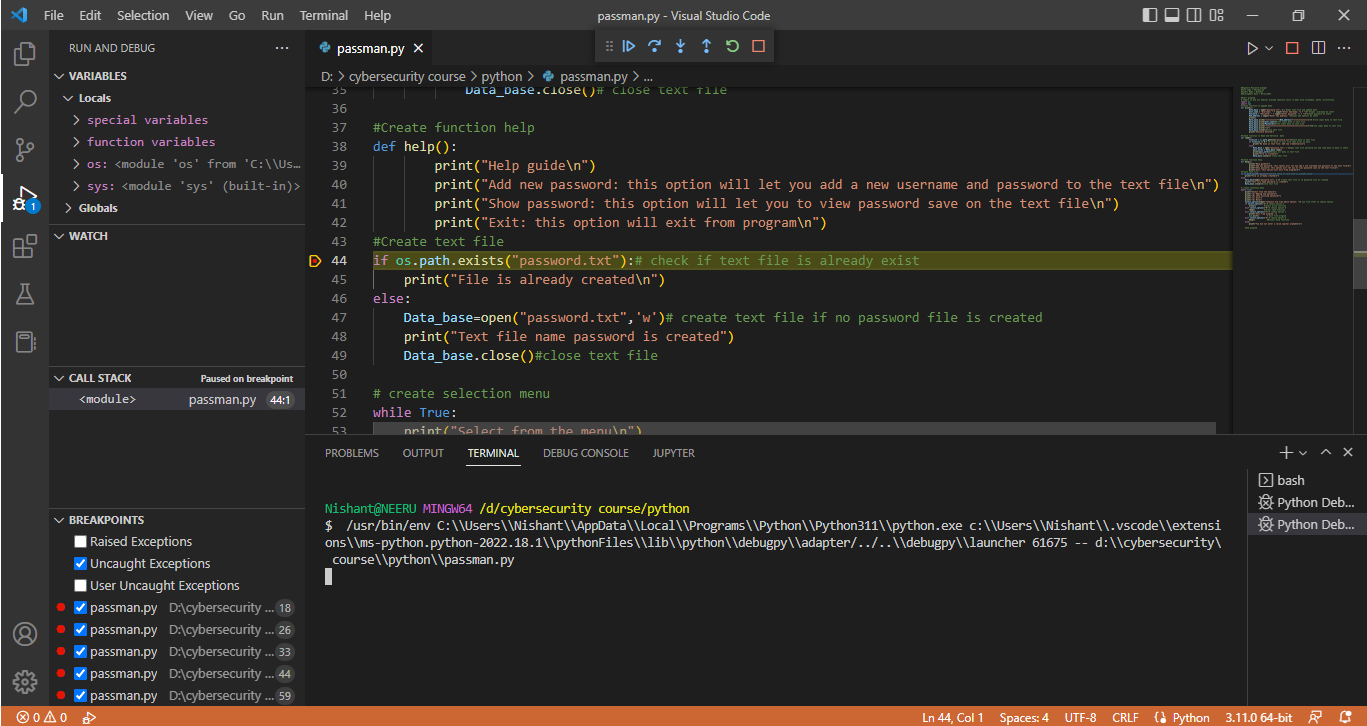 File Edit Selection View Go Run Terminal Help
passman.py - Visual Studio Code
RUN AND DEBUG
VARIABLES
Locals
special variables
function variables
os: <module 'os' from 'C:\\Us...
sys: <module 'sys' (built-in)>
Globals
WATCH
CALL STACK Paused on breakpoint
<module> passman.py 44:1
BREAKPOINTS
Raised Exceptions
Uncaught Exceptions
User Uncaught Exceptions
passman.py D:\cybersecurity ... 18
passman.py D:\cybersecurity ... 26
passman.py D:\cybersecurity ... 33
passman.py D:\cybersecurity ... 44
passman.py D:\cybersecurity ... 59
1
passman.py
D: > cybersecurity course > python > passman.py > ...
35 Data_base.close()# close text file
36
37 #Create function help
38 def help():
39 print("Help guide\n")
40 print("Add new password: this option will let you add a new username and password to the text file\n")
41 print("Show password: this option will let you to view password save on the text file\n")
42 print("Exit: this option will exit from program\n")
43 #Create text file
44 if os.path.exists("password.txt"):# check if text file is already exist
45 print("File is already created\n")
46 else:
47 Data_base=open("password.txt",'w')# create text file if no password file is created
48 print("Text file name password is created")
49 Data_base.close()#close text file
50
51 # create selection menu
52 while True:
53 print("Select from the menu\n")
PROBLEMS OUTPUT TERMINAL DEBUG CONSOLE JUPYTER
Nishant@NEERU MINGW64 /d/cybersecurity course/python
$ /usr/bin/env C:\\Users\\Nishant\\AppData\\Local\\Programs\\Python\\Python311\\python.exe c:\\Users\\Nishant\\.vscode\\extensi
ons\\ms-python.python-2022.18.1\\pythonFiles\\lib\\python\\debugpy\\adapter/../..\\debugpy\\launcher 61675 -- d:\\cybersecurity\
 course\\python\\passman.py
bash
Python Deb...
Python Deb...
0 0
Ln 44, Col 1 Spaces: 4 UTF-8 CRLF Python 3.11.0 64-bit